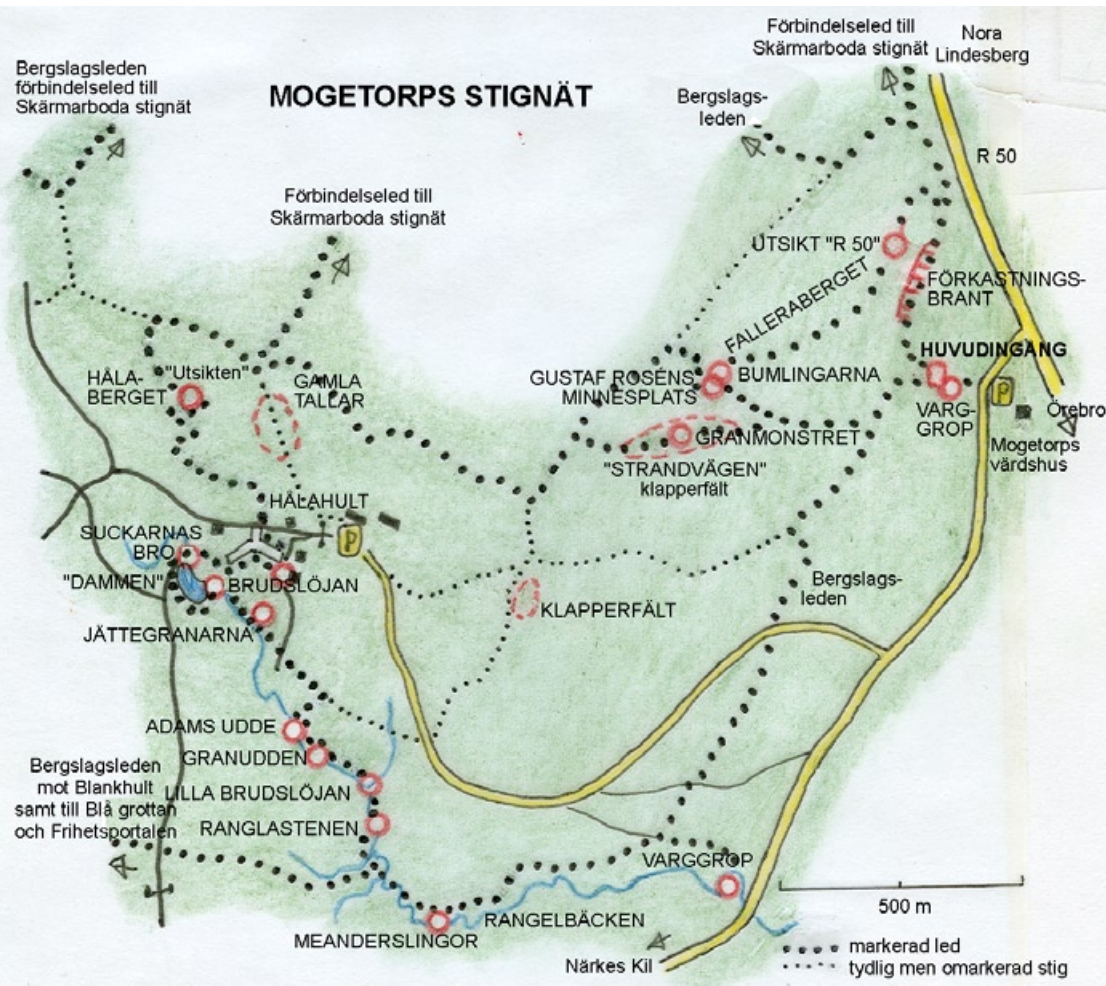 Förbindelseled till
Skärmarboda stignät
Nora
Lindesberg
Bergslagsleden
förbindelseled till
Skärmarboda stignät
MOGETORPS STIGNÄT
Bergslags-
leden
R 50
Förbindelseled till
Skärmarboda stignät
UTSIKT "R 50"
FÖRKASTNINGS-
BRANT
FALLERABERGET
HUVUDINGÅNG
HÅLA-
BERGET
"Utsikten"
GAMLA
TALLAR
GUSTAF ROSÉNS
MINNESPLATS
BUMLINGARNA
VARG-
GROP
P
Örebro
Mogetorps
värdshus
GRANMONSTRET
"STRANDVÄGEN"
klapperfält
HÅLAHULT
P
SUCKARNAS
BRO
"DAMMEN"
BRUDSLÖJAN
JÄTTEGRANARNA
KLAPPERFÄLT
Bergslags-
leden
ADAMS UDDE
GRANUDDEN
LILLA BRUDSLÖJAN
RANGLASTENEN
Bergslagsleden
mot Blankhult
samt till Blå grottan
och Frihetsportalen
VARGGROP
RANGELBÄCKEN
MEANDERSLINGOR
Närkes Kil
500 m
markerad led
tydlig men omarkerad stig